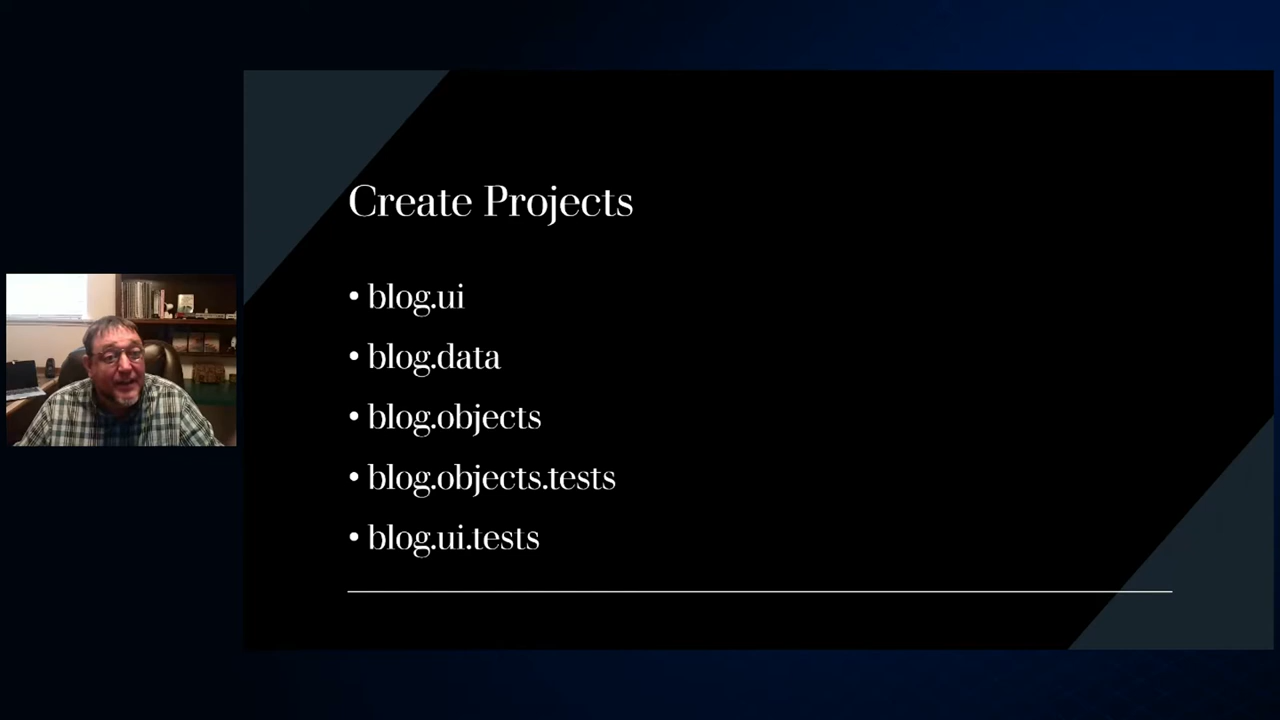 Create Projects
• blog.ui
• blog.data
• blog.objects
• blog.objects.tests
• blog.ui.tests